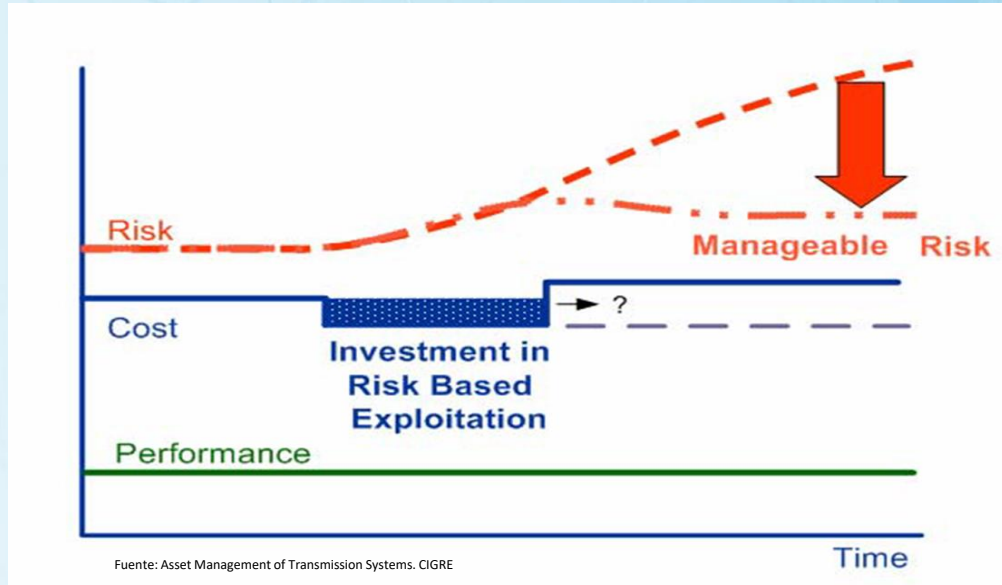 Risk
Manageable Risk
Cost
?
Investment in
Risk Based
Exploitation
Performance
Time
Fuente: Asset Management of Transmission Systems. CIGRE